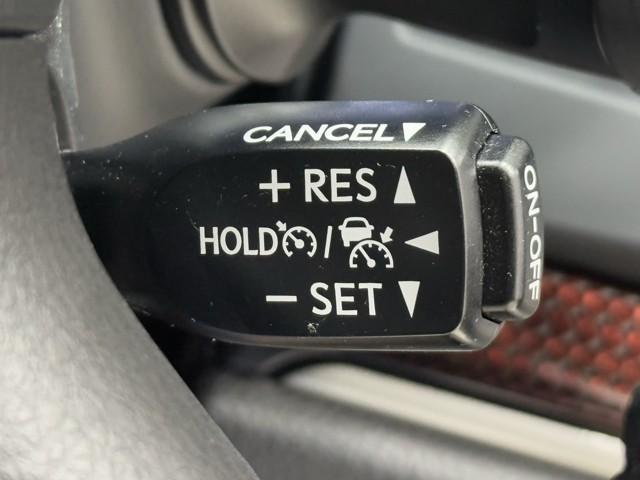 CANCEL▼
+ RES ▲
HOLD / ◀
− SET ▼
ON-OFF